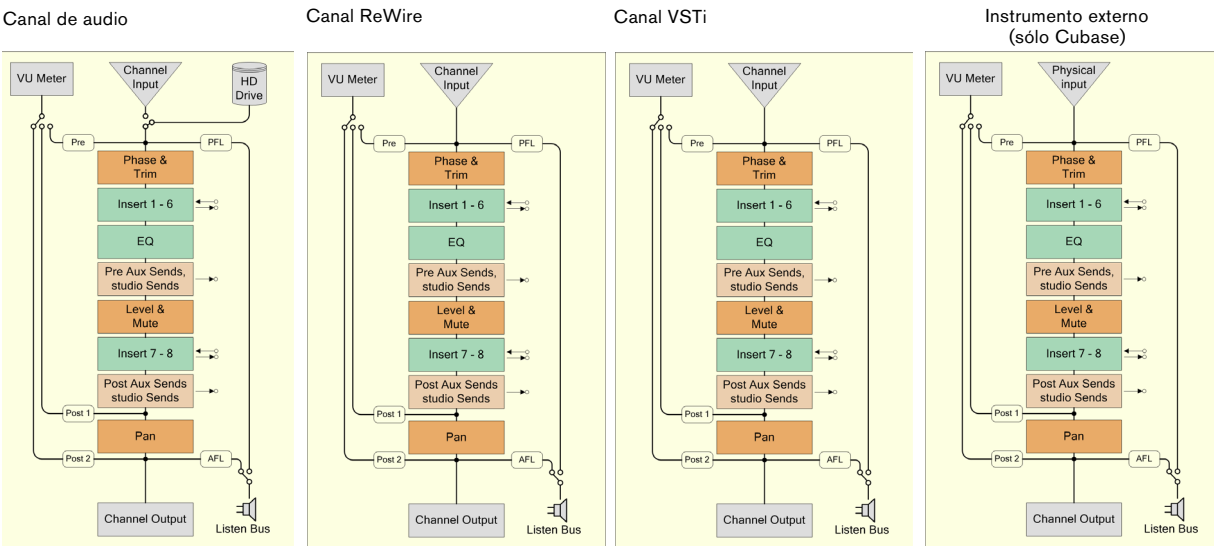 Canal de audio
VU Meter
Channel
Input
HD
Drive
Pre
PFL
Phase &
Trim
Insert 1 - 6
EQ
Pre Aux Sends,
studio Sends
Level &
Mute
Insert 7 - 8
Post Aux Sends
studio Sends
Post 1
Pan
Post 2
AFL
Channel Output
Listen Bus
Canal ReWire
VU Meter
Channel
Input
Pre
PFL
Phase &
Trim
Insert 1 - 6
EQ
Pre Aux Sends,
studio Sends
Level &
Mute
Insert 7 - 8
Post Aux Sends
studio Sends
Post 1
Pan
Post 2
AFL
Channel Output
Listen Bus
Canal VSTi
VU Meter
Channel
Input
Pre
PFL
Phase &
Trim
Insert 1 - 6
EQ
Pre Aux Sends,
studio Sends
Level &
Mute
Insert 7 - 8
Post Aux Sends
studio Sends
Post 1
Pan
Post 2
AFL
Channel Output
Listen Bus
Instrumento externo
(sólo Cubase)
VU Meter
Physical
input
Pre
PFL
Phase &
Trim
Insert 1 - 6
EQ
Pre Aux Sends,
studio Sends
Level &
Mute
Insert 7 - 8
Post Aux Sends
studio Sends
Post 1
Pan
Post 2
AFL
Channel Output
Listen Bus